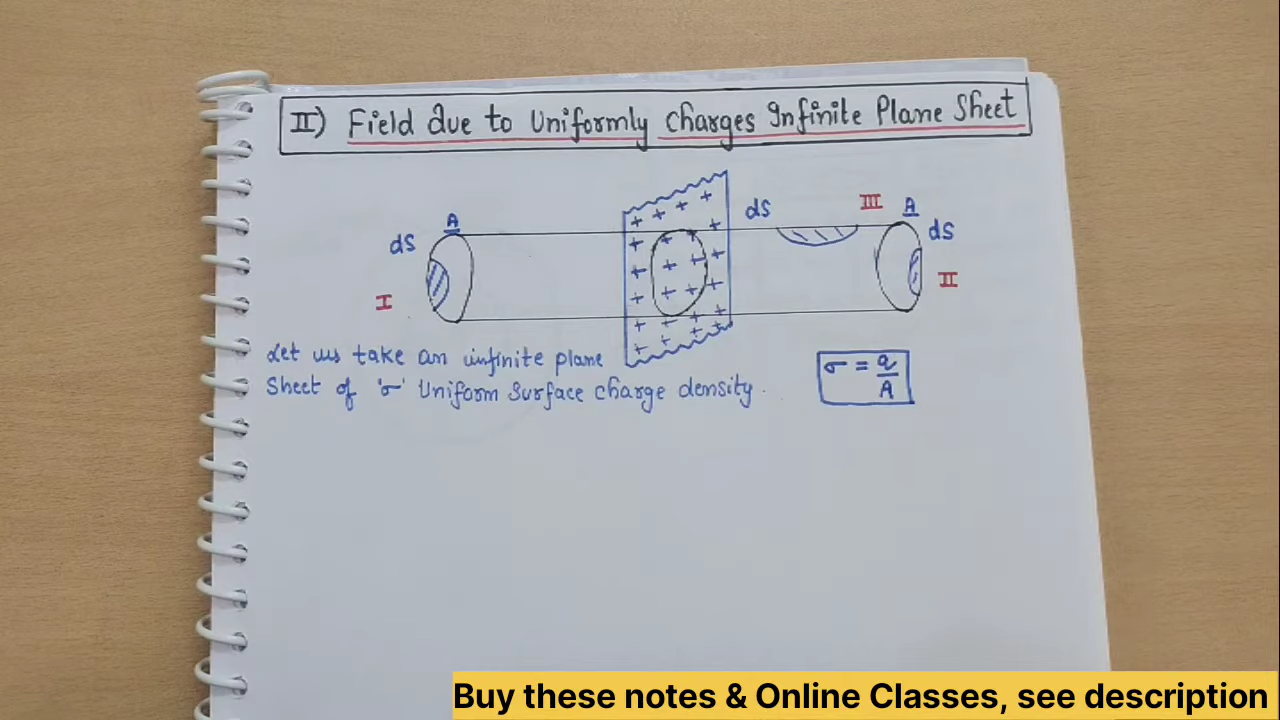 II) Field due to Uniformly Charges Infinite Plane Sheet
dS
A
I
dS
III
A
dS
II
Let us take an infinite plane
Sheet of 'σ' Uniform Surface charge density.
σ = q/A
Buy these notes & Online Classes, see description